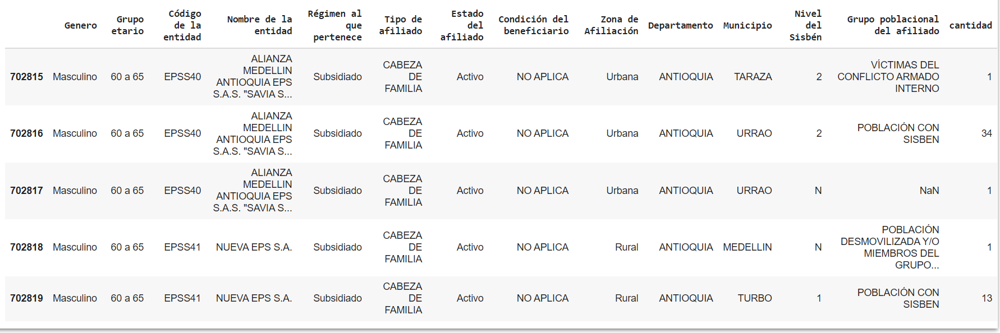 Genero Grupo etario Código de la entidad Nombre de la entidad Régimen al que pertenece Tipo de afiliado Estado del afiliado Condición del beneficiario Zona de Afiliación Departamento Municipio Nivel del Sisbén Grupo poblacional del afiliado cantidad
702815 Masculino 60 a 65 EPSS40 ALIANZA MEDELLIN ANTIOQUIA EPS S.A.S. "SAVIA S... Subsidiado CABEZA DE FAMILIA Activo NO APLICA Urbana ANTIOQUIA TARAZA 2 VÍCTIMAS DEL CONFLICTO ARMADO INTERNO 1
702816 Masculino 60 a 65 EPSS40 ALIANZA MEDELLIN ANTIOQUIA EPS S.A.S. "SAVIA S... Subsidiado CABEZA DE FAMILIA Activo NO APLICA Urbana ANTIOQUIA URRAO 2 POBLACIÓN CON SISBEN 34
702817 Masculino 60 a 65 EPSS40 ALIANZA MEDELLIN ANTIOQUIA EPS S.A.S. "SAVIA S... Subsidiado CABEZA DE FAMILIA Activo NO APLICA Urbana ANTIOQUIA URRAO N NaN 1
702818 Masculino 60 a 65 EPSS41 NUEVA EPS S.A. Subsidiado CABEZA DE FAMILIA Activo NO APLICA Rural ANTIOQUIA MEDELLIN N POBLACIÓN DESMOVILIZADA Y/O MIEMBROS DEL GRUPO... 1
702819 Masculino 60 a 65 EPSS41 NUEVA EPS S.A. Subsidiado CABEZA DE FAMILIA Activo NO APLICA Rural ANTIOQUIA TURBO 1 POBLACIÓN CON SISBEN 13